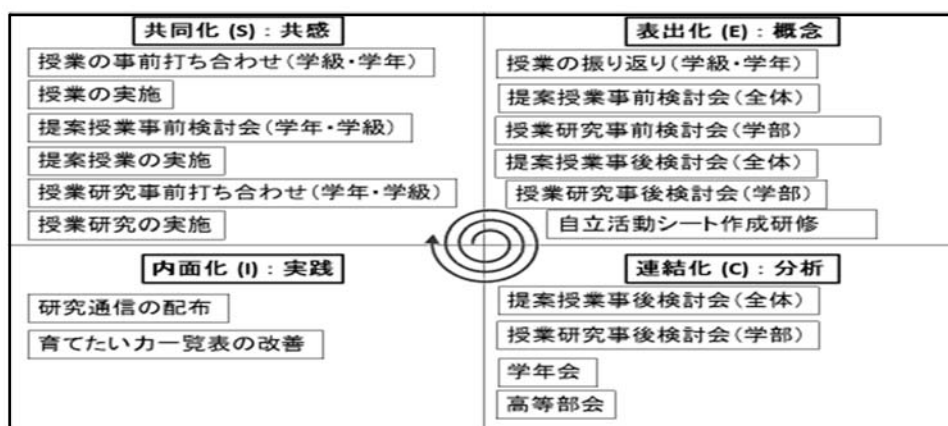 共同化 (S) : 共感
授業の事前打ち合わせ(学級・学年)
授業の実施
提案授業事前検討会(学年・学級)
提案授業の実施
授業研究事前打ち合わせ(学年・学級)
授業研究の実施
表出化 (E) : 概念
授業の振り返り(学級・学年)
提案授業事前検討会(全体)
授業研究事前検討会(学部)
提案授業事後検討会(全体)
授業研究事後検討会(学部)
自立活動シート作成研修
内面化 (I) : 実践
研究通信の配布
育てたい力一覧表の改善
連結化 (C) : 分析
提案授業事後検討会(全体)
授業研究事後検討会(学部)
学年会
高等部会